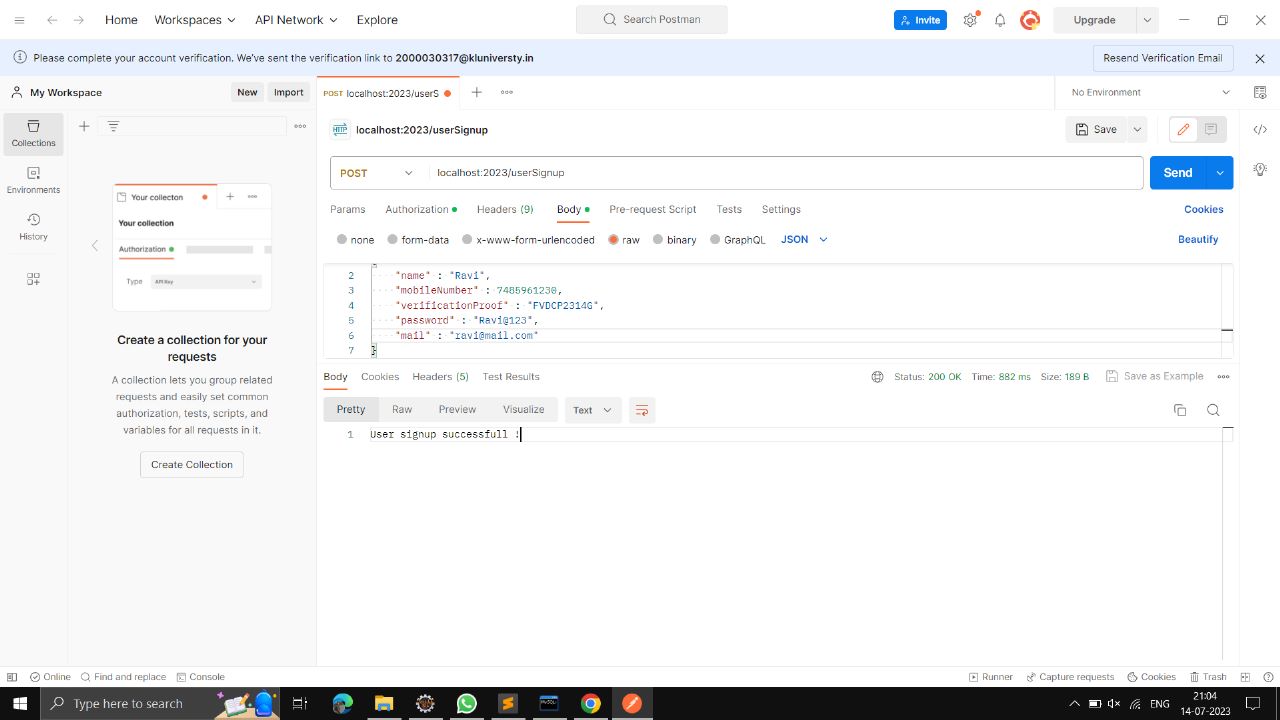 Home Workspaces API Network Explore Search Postman Invite Upgrade
Please complete your account verification. We've sent the verification link to 2000030317@kluniversty.in Resend Verification Email
My Workspace New Import POST localhost:2023/userS No Environment
Collections
Environments
History
Your collecton
Your collection
Authorization
Type API Key
Create a collection for your
requests
A collection lets you group related
requests and easily set common
authorization, tests, scripts, and
variables for all requests in it.
Create Collection
HTTP localhost:2023/userSignup Save
POST localhost:2023/userSignup Send
Params Authorization Headers (9) Body Pre-request Script Tests Settings Cookies
none form-data x-www-form-urlencoded raw binary GraphQL JSON Beautify
2 "name" : "Ravi",
3 "mobileNumber" : 7485961230,
4 "verificationProof" : "FVDCP2314G",
5 "password" : "Ravi@123",
6 "mail" : "ravi@mail.com"
7 }
Body Cookies Headers (5) Test Results Status: 200 OK Time: 882 ms Size: 189 B Save as Example
Pretty Raw Preview Visualize Text
1 User signup successfull !
Online Find and replace Console Runner Capture requests Cookies Trash
Type here to search ENG 21:04
14-07-2023